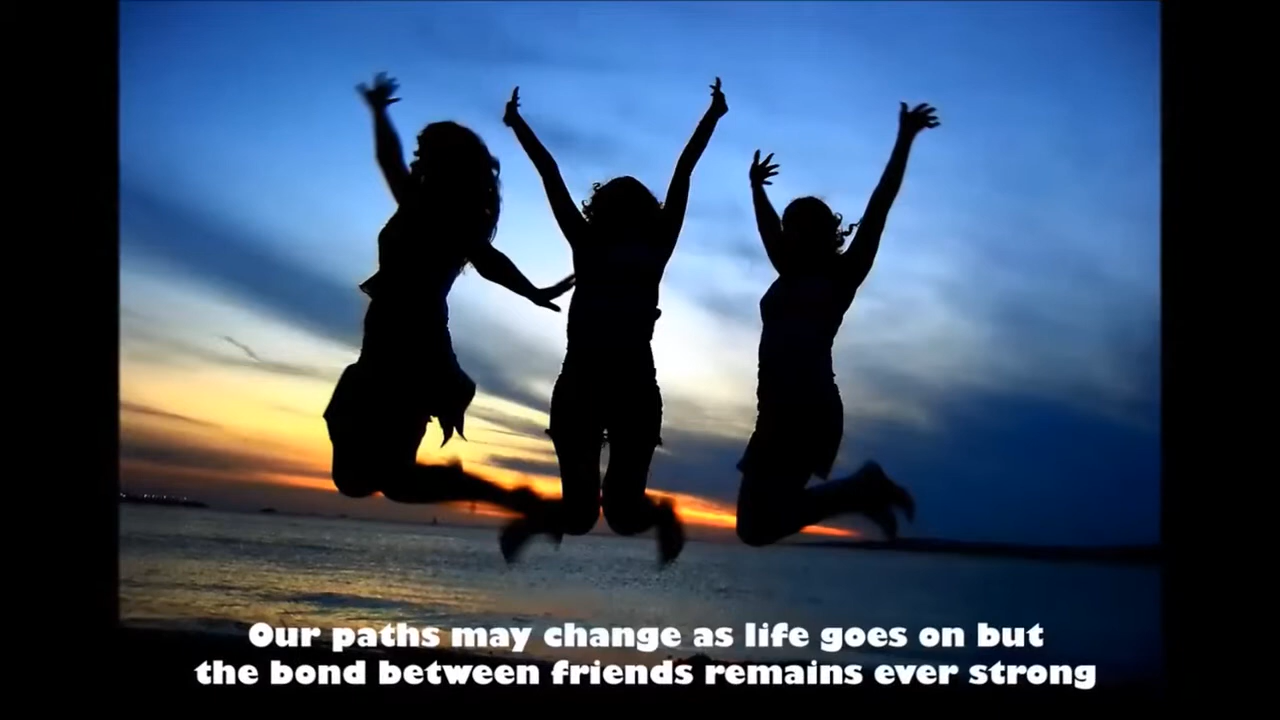 Our paths may change as life goes on but
the bond between friends remains ever strong